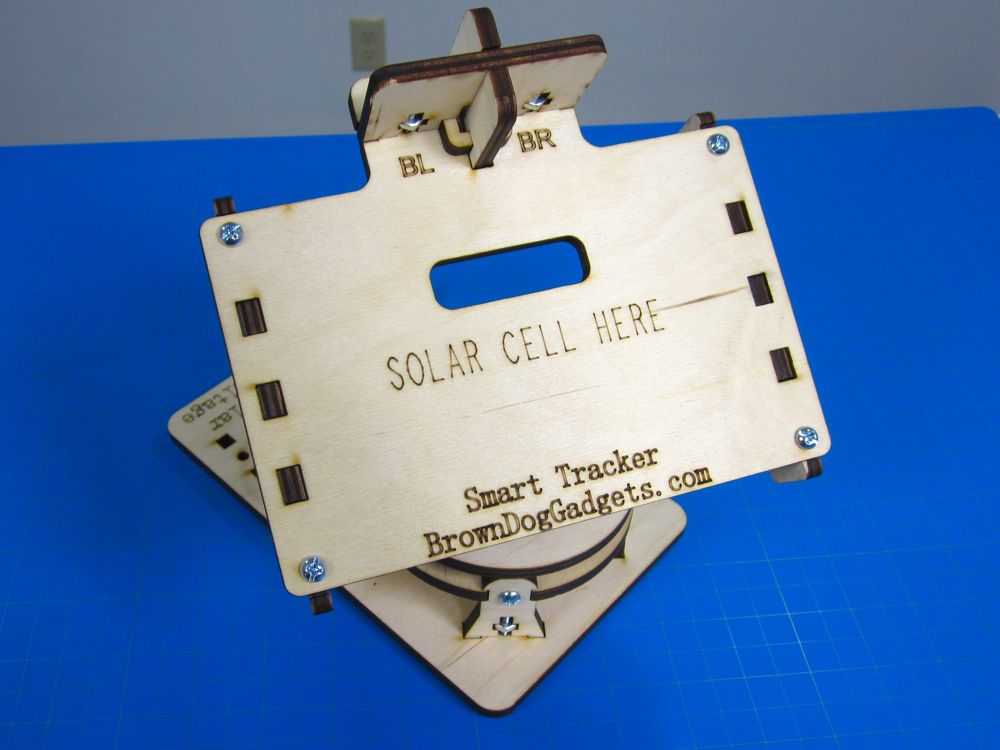 BL BR
SOLAR CELL HERE
Smart Tracker
BrownDogGadgets.com